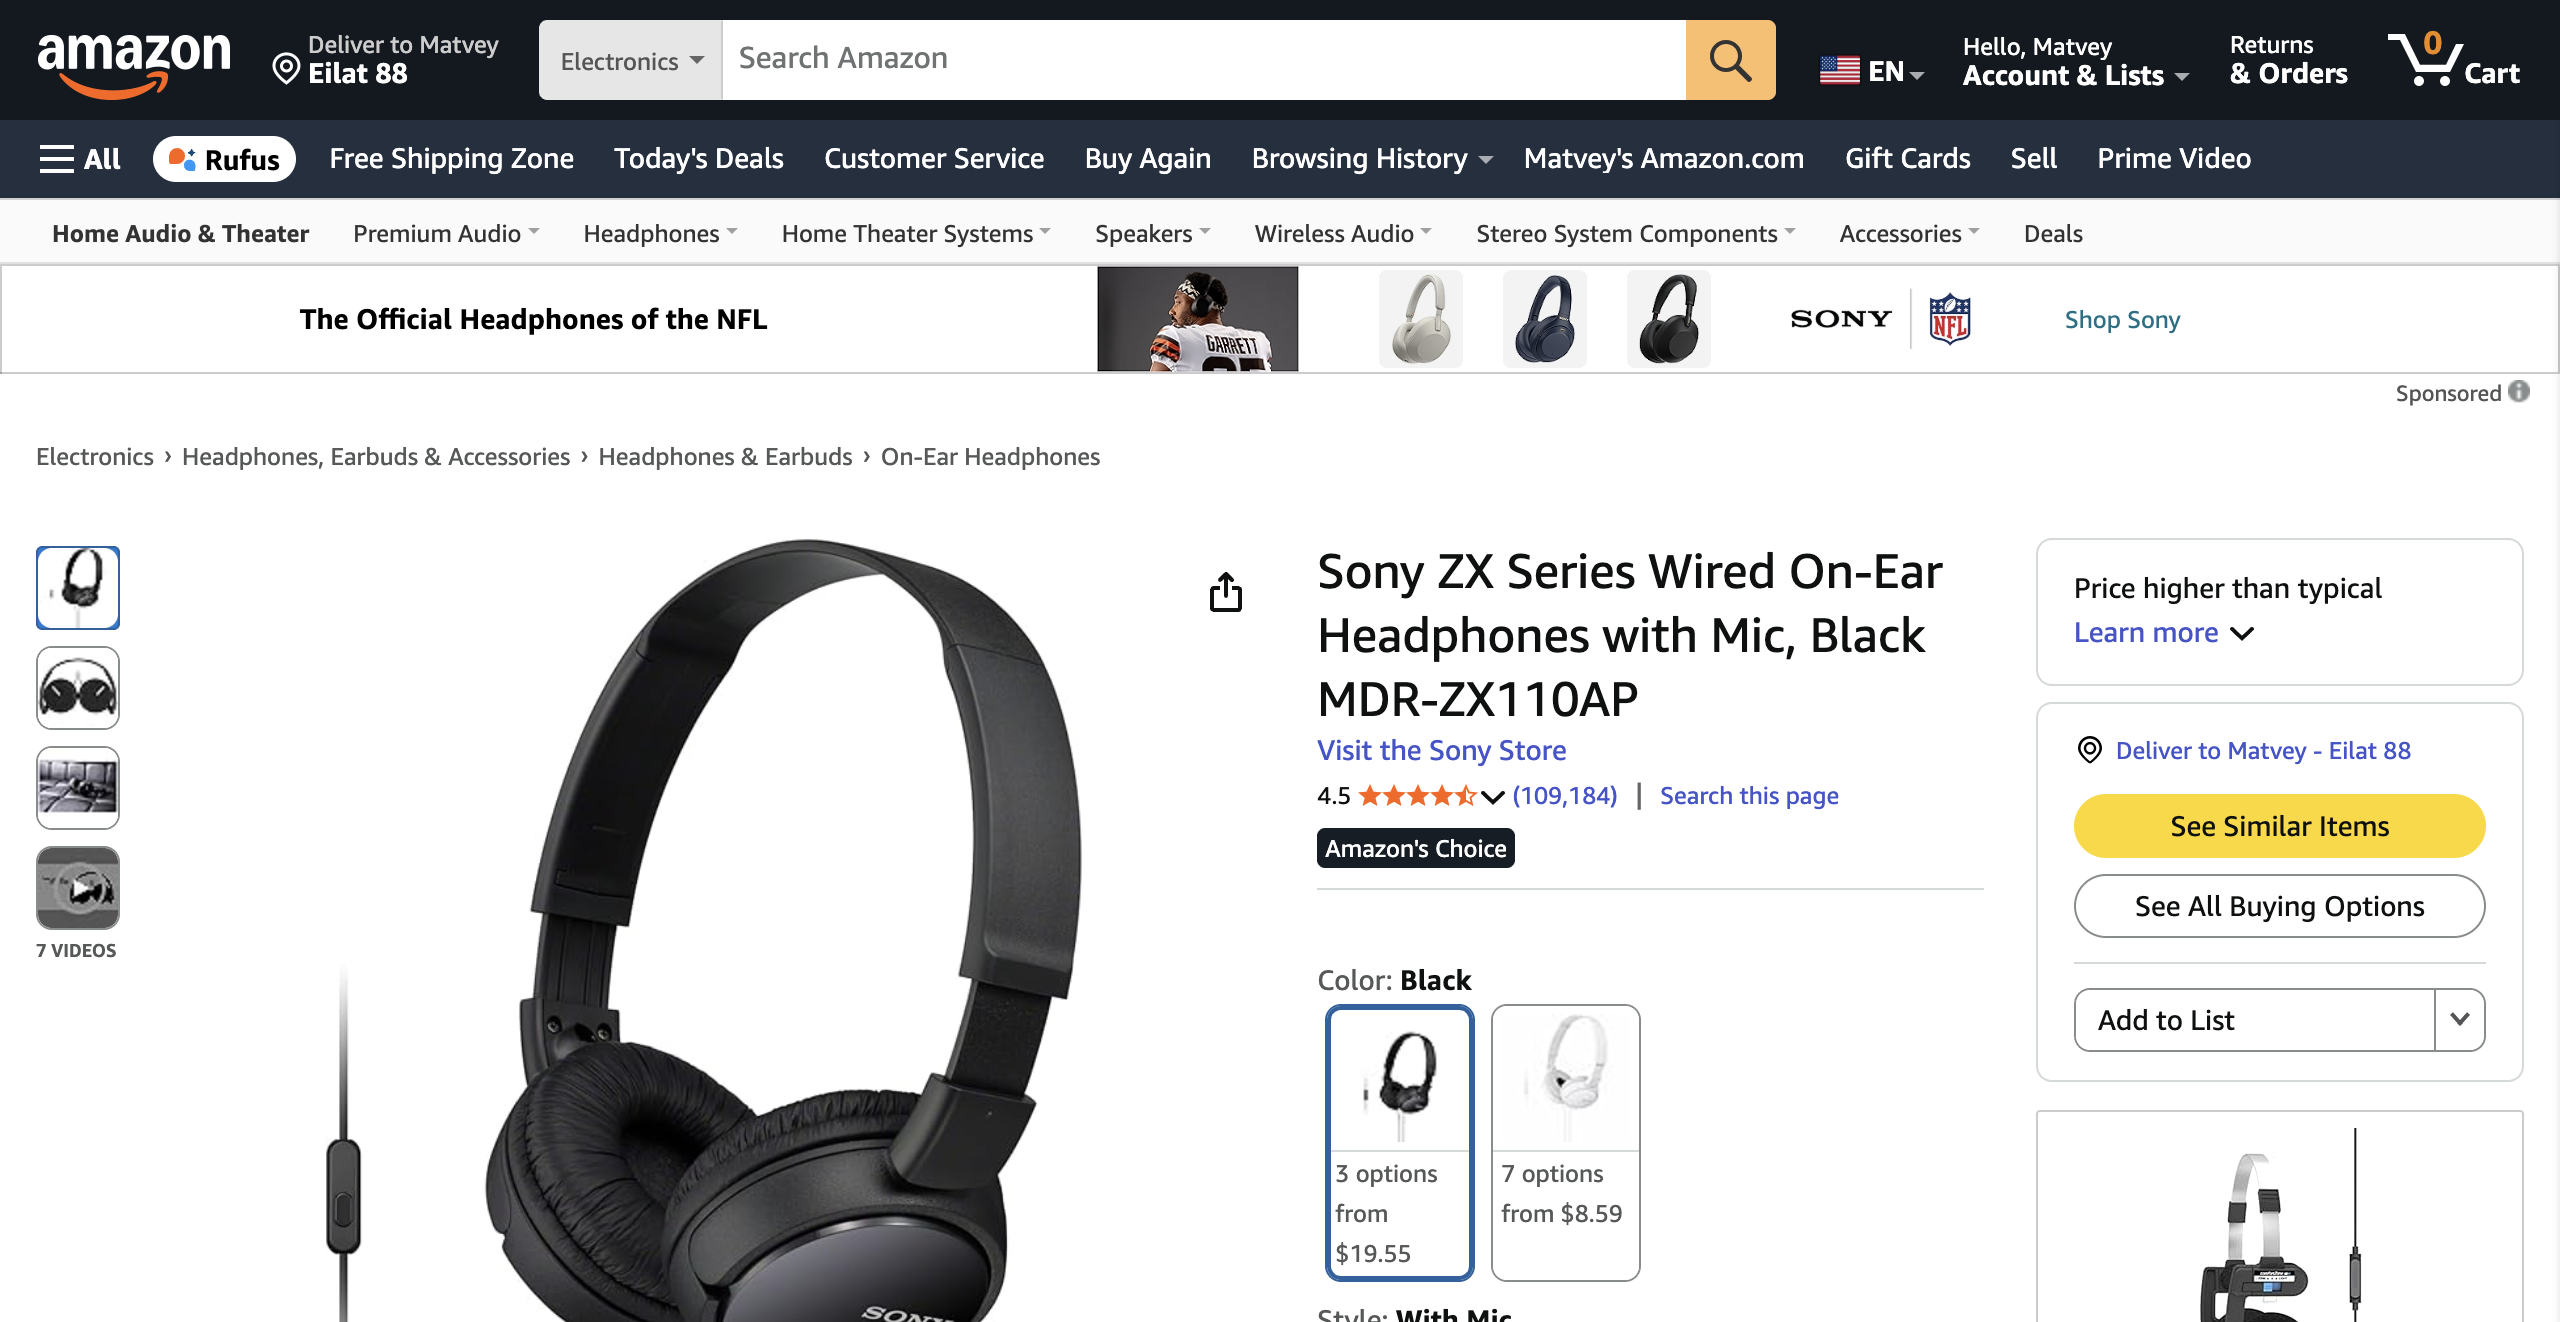 amazon
Deliver to Matvey
Eilat 88
Electronics
Search Amazon
EN
Hello, Matvey
Account & Lists
Returns
& Orders
0
Cart
All
Rufus
Free Shipping Zone
Today's Deals
Customer Service
Buy Again
Browsing History
Matvey's Amazon.com
Gift Cards
Sell
Prime Video
Home Audio & Theater
Premium Audio
Headphones
Home Theater Systems
Speakers
Wireless Audio
Stereo System Components
Accessories
Deals
The Official Headphones of the NFL
GARRETT
SONY
NFL
Shop Sony
Sponsored
Electronics › Headphones, Earbuds & Accessories › Headphones & Earbuds › On-Ear Headphones
7 VIDEOS
SONY
Sony ZX Series Wired On-Ear
Headphones with Mic, Black
MDR-ZX110AP
Visit the Sony Store
4.5 (109,184) | Search this page
Amazon's Choice
Color: Black
3 options
from
$19.55
7 options
from $8.59
Style: With Mic
Price higher than typical
Learn more
Deliver to Matvey - Eilat 88
See Similar Items
See All Buying Options
Add to List